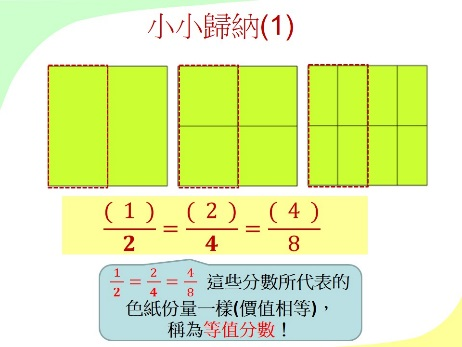 小小歸納(1)
( 1 )/2 = ( 2 )/4 = ( 4 )/8
1/2 = 2/4 = 4/8 這些分數所代表的
色紙份量一樣(價值相等)，
稱為等值分數！